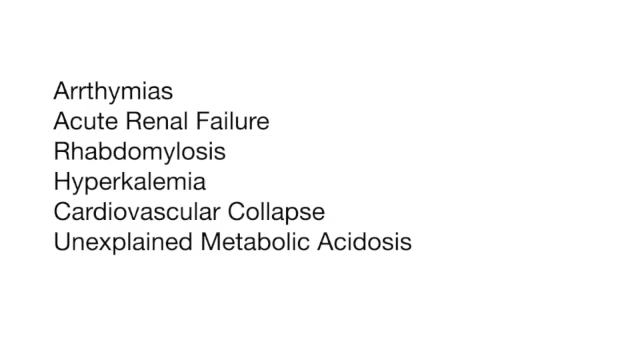 Arrthymias
Acute Renal Failure
Rhabdomylosis
Hyperkalemia
Cardiovascular Collapse
Unexplained Metabolic Acidosis